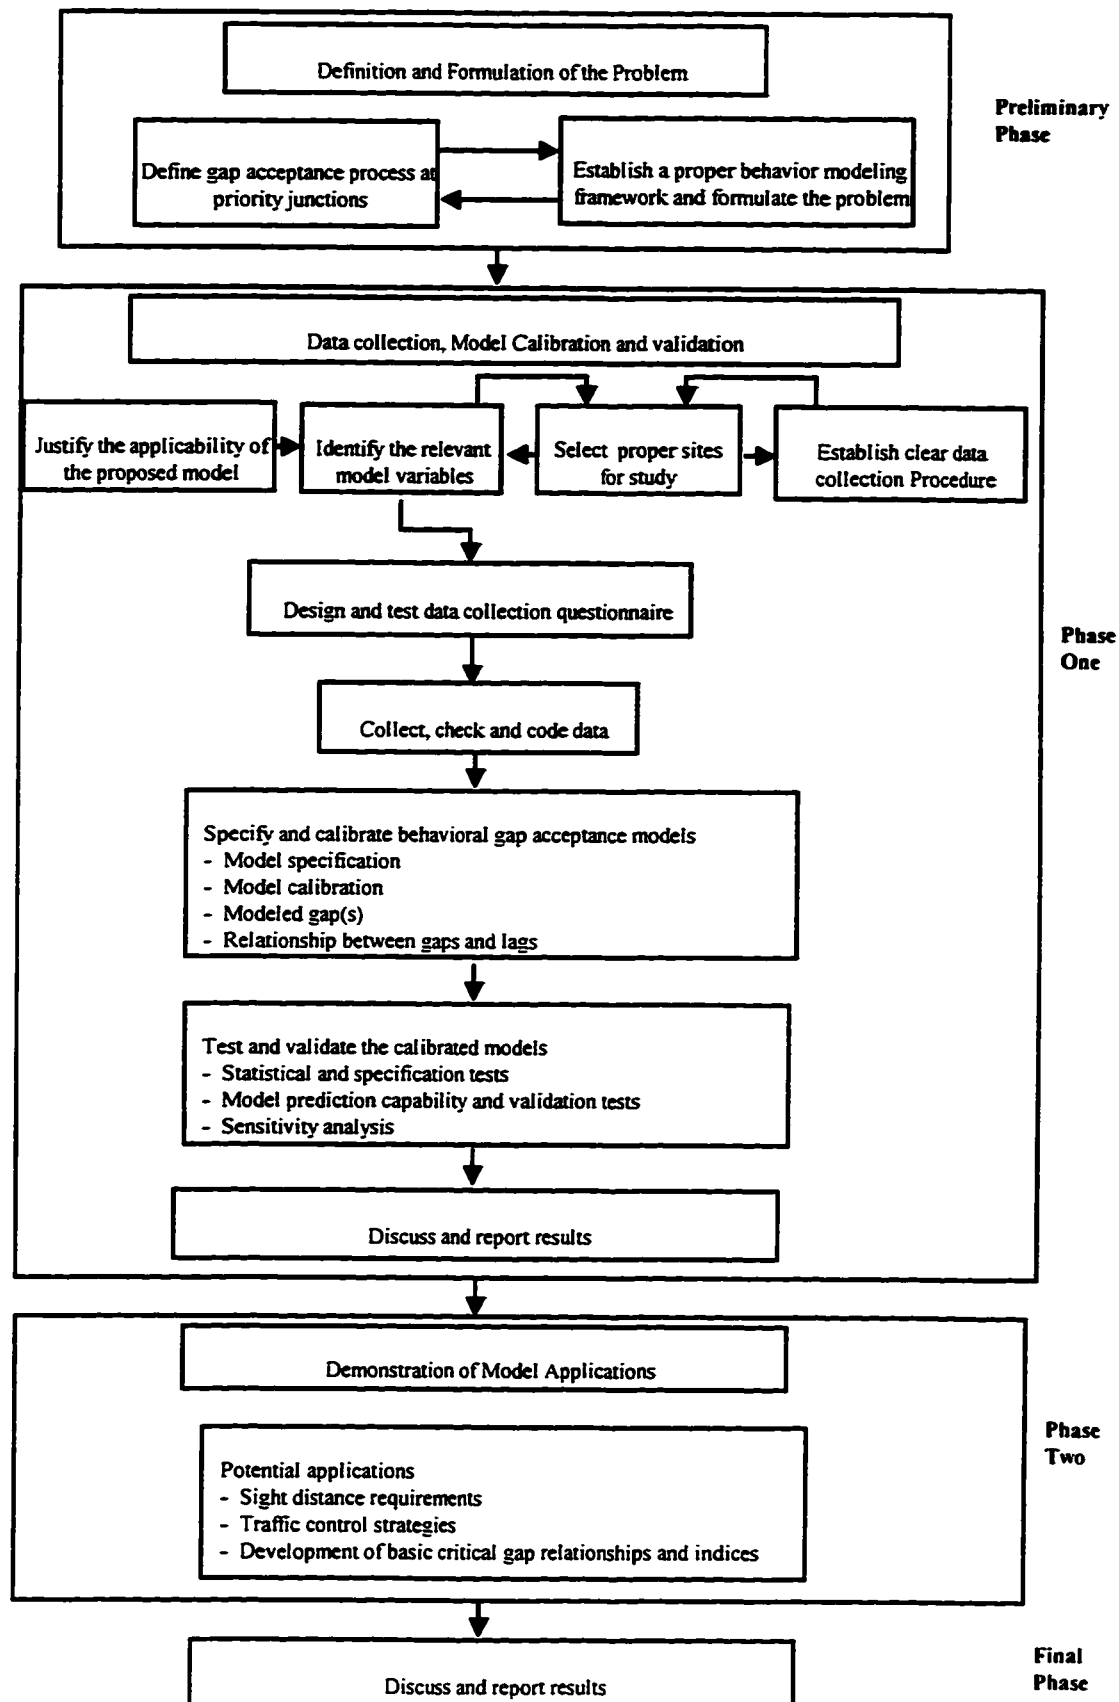 Definition and Formulation of the Problem
Preliminary
Phase
Define gap acceptance process at
priority junctions
Establish a proper behavior modeling
framework and formulate the problem
Data collection, Model Calibration and validation
Justify the applicability of
the proposed model
Identify the relevant
model variables
Select proper sites
for study
Establish clear data
collection Procedure
Design and test data collection questionnaire
Phase
One
Collect, check and code data
Specify and calibrate behavioral gap acceptance models
- Model specification
- Model calibration
- Modeled gap(s)
- Relationship between gaps and lags
Test and validate the calibrated models
- Statistical and specification tests
- Model prediction capability and validation tests
- Sensitivity analysis
Discuss and report results
Demonstration of Model Applications
Phase
Two
Potential applications
- Sight distance requirements
- Traffic control strategies
- Development of basic critical gap relationships and indices
Final
Phase
Discuss and report results